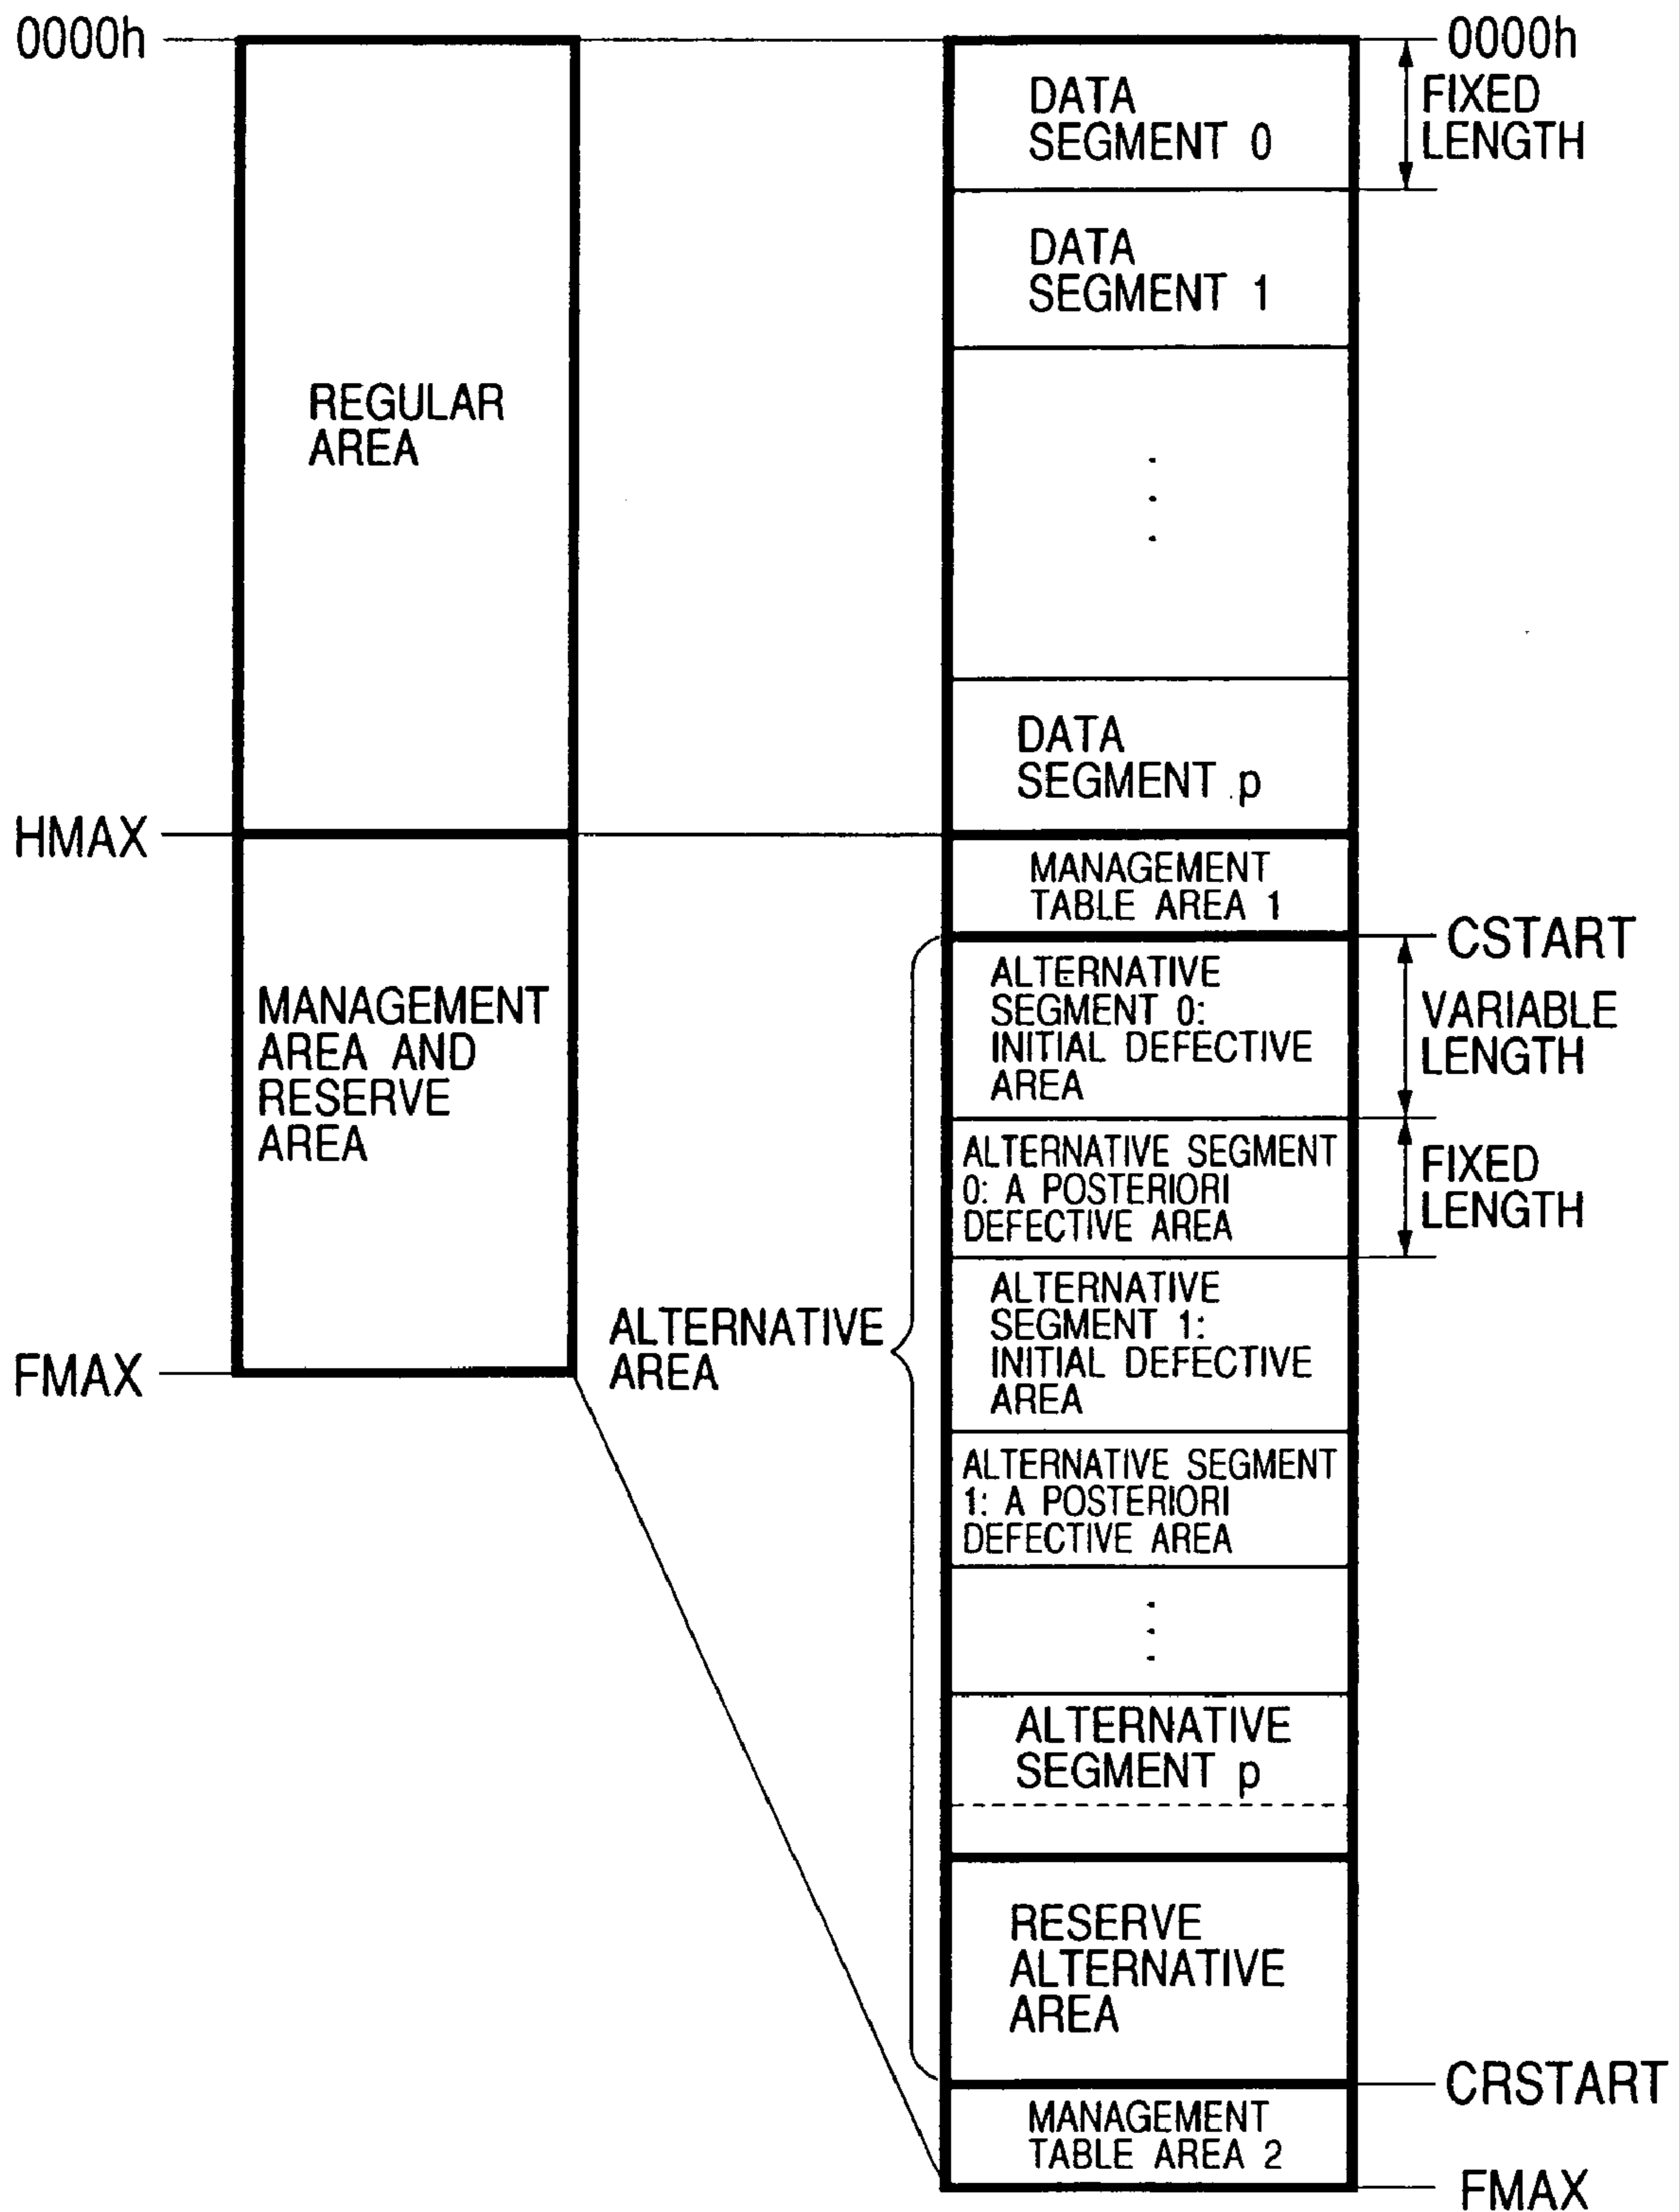 0000h
0000h
DATA
SEGMENT 0
FIXED
LENGTH
DATA
SEGMENT 1
REGULAR
AREA
DATA
SEGMENT p
HMAX
MANAGEMENT
TABLE AREA 1
CSTART
MANAGEMENT
AREA AND
RESERVE
AREA
ALTERNATIVE
SEGMENT 0:
INITIAL DEFECTIVE
AREA
VARIABLE
LENGTH
ALTERNATIVE SEGMENT
0: A POSTERIORI
DEFECTIVE AREA
FIXED
LENGTH
ALTERNATIVE
SEGMENT 1:
INITIAL DEFECTIVE
AREA
FMAX
ALTERNATIVE
AREA
ALTERNATIVE SEGMENT
1: A POSTERIORI
DEFECTIVE AREA
ALTERNATIVE
SEGMENT p
RESERVE
ALTERNATIVE
AREA
CRSTART
MANAGEMENT
TABLE AREA 2
FMAX